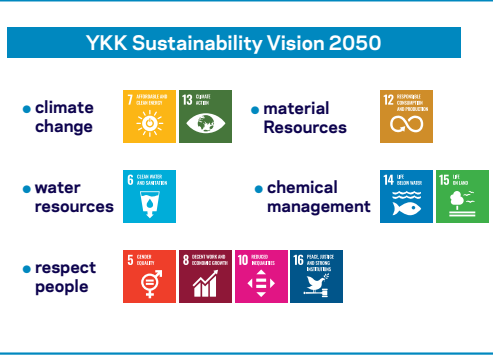 YKK Sustainability Vision 2050
climate
change
7 AFFORDABLE AND
CLEAN ENERGY
13 CLIMATE
ACTION
material
Resources
12 RESPONSIBLE
CONSUMPTION
AND PRODUCTION
water
resources
6 CLEAN WATER
AND SANITATION
chemical
management
14 LIFE
BELOW WATER
15 LIFE
ON LAND
respect
people
5 GENDER
EQUALITY
8 DECENT WORK AND
ECONOMIC GROWTH
10 REDUCED
INEQUALITIES
16 PEACE, JUSTICE
AND STRONG
INSTITUTIONS